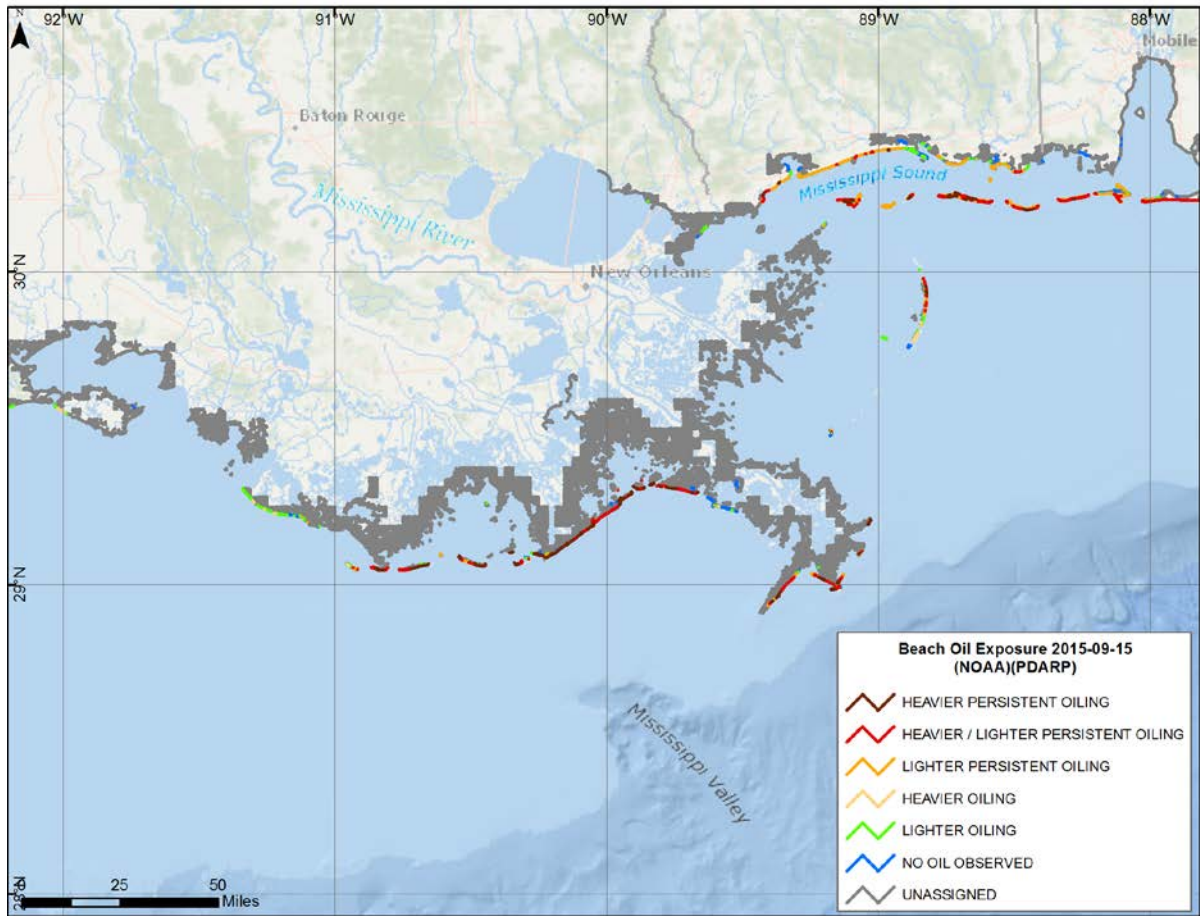 92°W
91°W
90°W
89°W
88°W
Mobile
Baton Rouge
Mississippi Sound
Mississippi River
30°N
New Orleans
29°N
Beach Oil Exposure 2015-09-15
(NOAA)(PDARP)
HEAVIER PERSISTENT OILING
HEAVIER / LIGHTER PERSISTENT OILING
LIGHTER PERSISTENT OILING
HEAVIER OILING
LIGHTER OILING
NO OIL OBSERVED
UNASSIGNED
Mississippi Valley
28°N
0 25 50
Miles